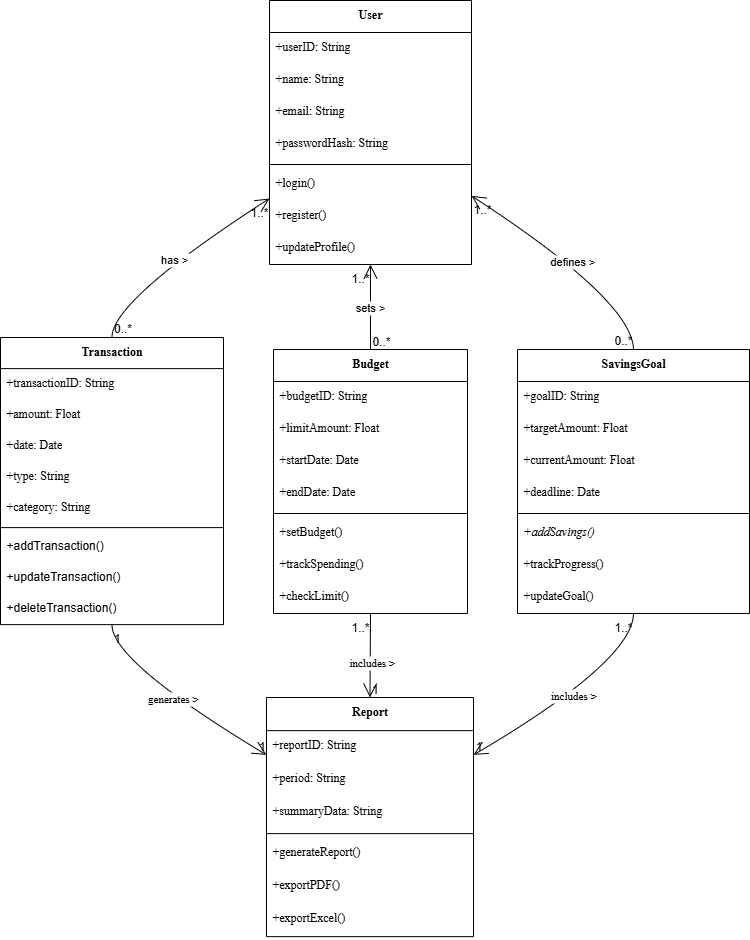 User
+userID: String
+name: String
+email: String
+passwordHash: String
+login()
+register()
+updateProfile()
1..*
1..*
1..*
has >
sets >
defines >
0..*
0..*
0..*
Transaction
+transactionID: String
+amount: Float
+date: Date
+type: String
+category: String
+addTransaction()
+updateTransaction()
+deleteTransaction()
Budget
+budgetID: String
+limitAmount: Float
+startDate: Date
+endDate: Date
+setBudget()
+trackSpending()
+checkLimit()
SavingsGoal
+goalID: String
+targetAmount: Float
+currentAmount: Float
+deadline: Date
+addSavings()
+trackProgress()
+updateGoal()
1
1..*
1..*
generates >
includes >
includes >
1
1
1
Report
+reportID: String
+period: String
+summaryData: String
+generateReport()
+exportPDF()
+exportExcel()